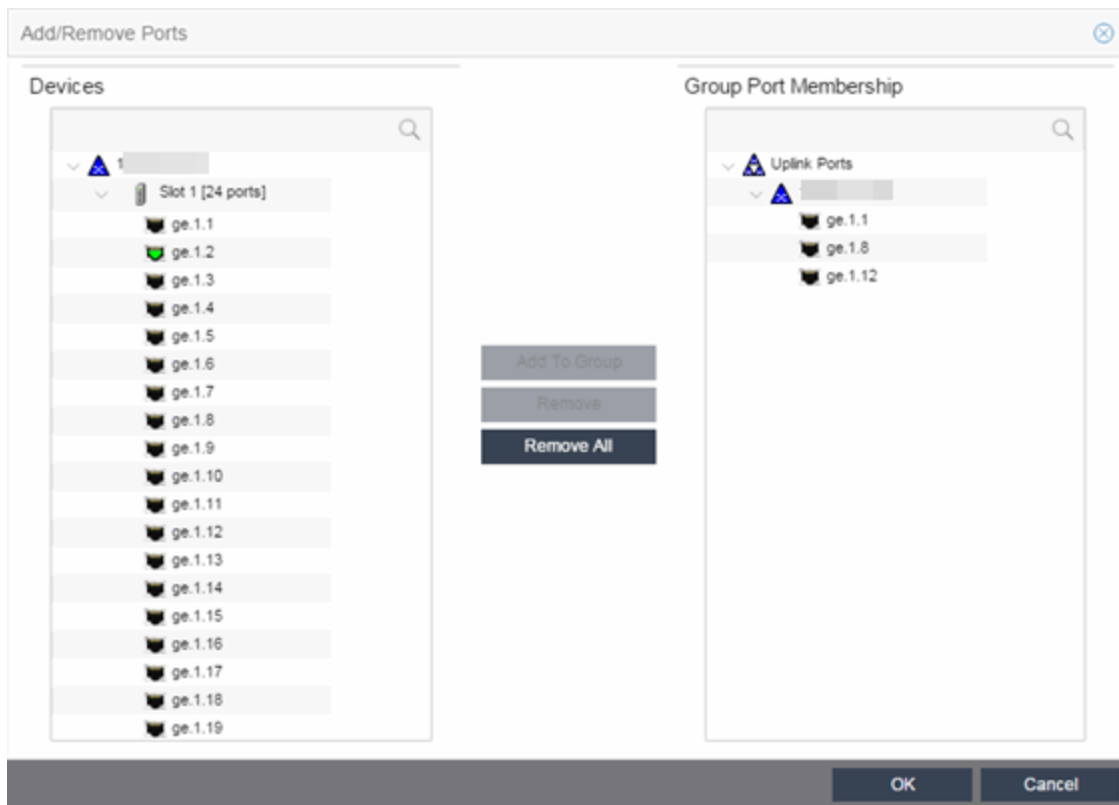 Add/Remove Ports
Devices
Group Port Membership
1
Slot 1 [24 ports]
ge.1.1
ge.1.2
ge.1.3
ge.1.4
ge.1.5
ge.1.6
ge.1.7
ge.1.8
ge.1.9
ge.1.10
ge.1.11
ge.1.12
ge.1.13
ge.1.14
ge.1.15
ge.1.16
ge.1.17
ge.1.18
ge.1.19
Add To Group
Remove
Remove All
Uplink Ports
ge.1.1
ge.1.8
ge.1.12
OK
Cancel